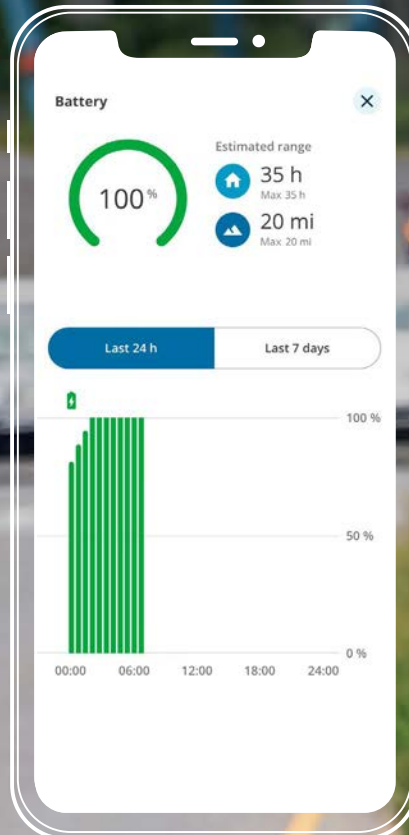 Battery
Estimated range
100 %
35 h
Max 35 h
20 mi
Max 20 mi
Last 24 h
Last 7 days
100 %
50 %
0 %
00:00 06:00 12:00 18:00 24:00